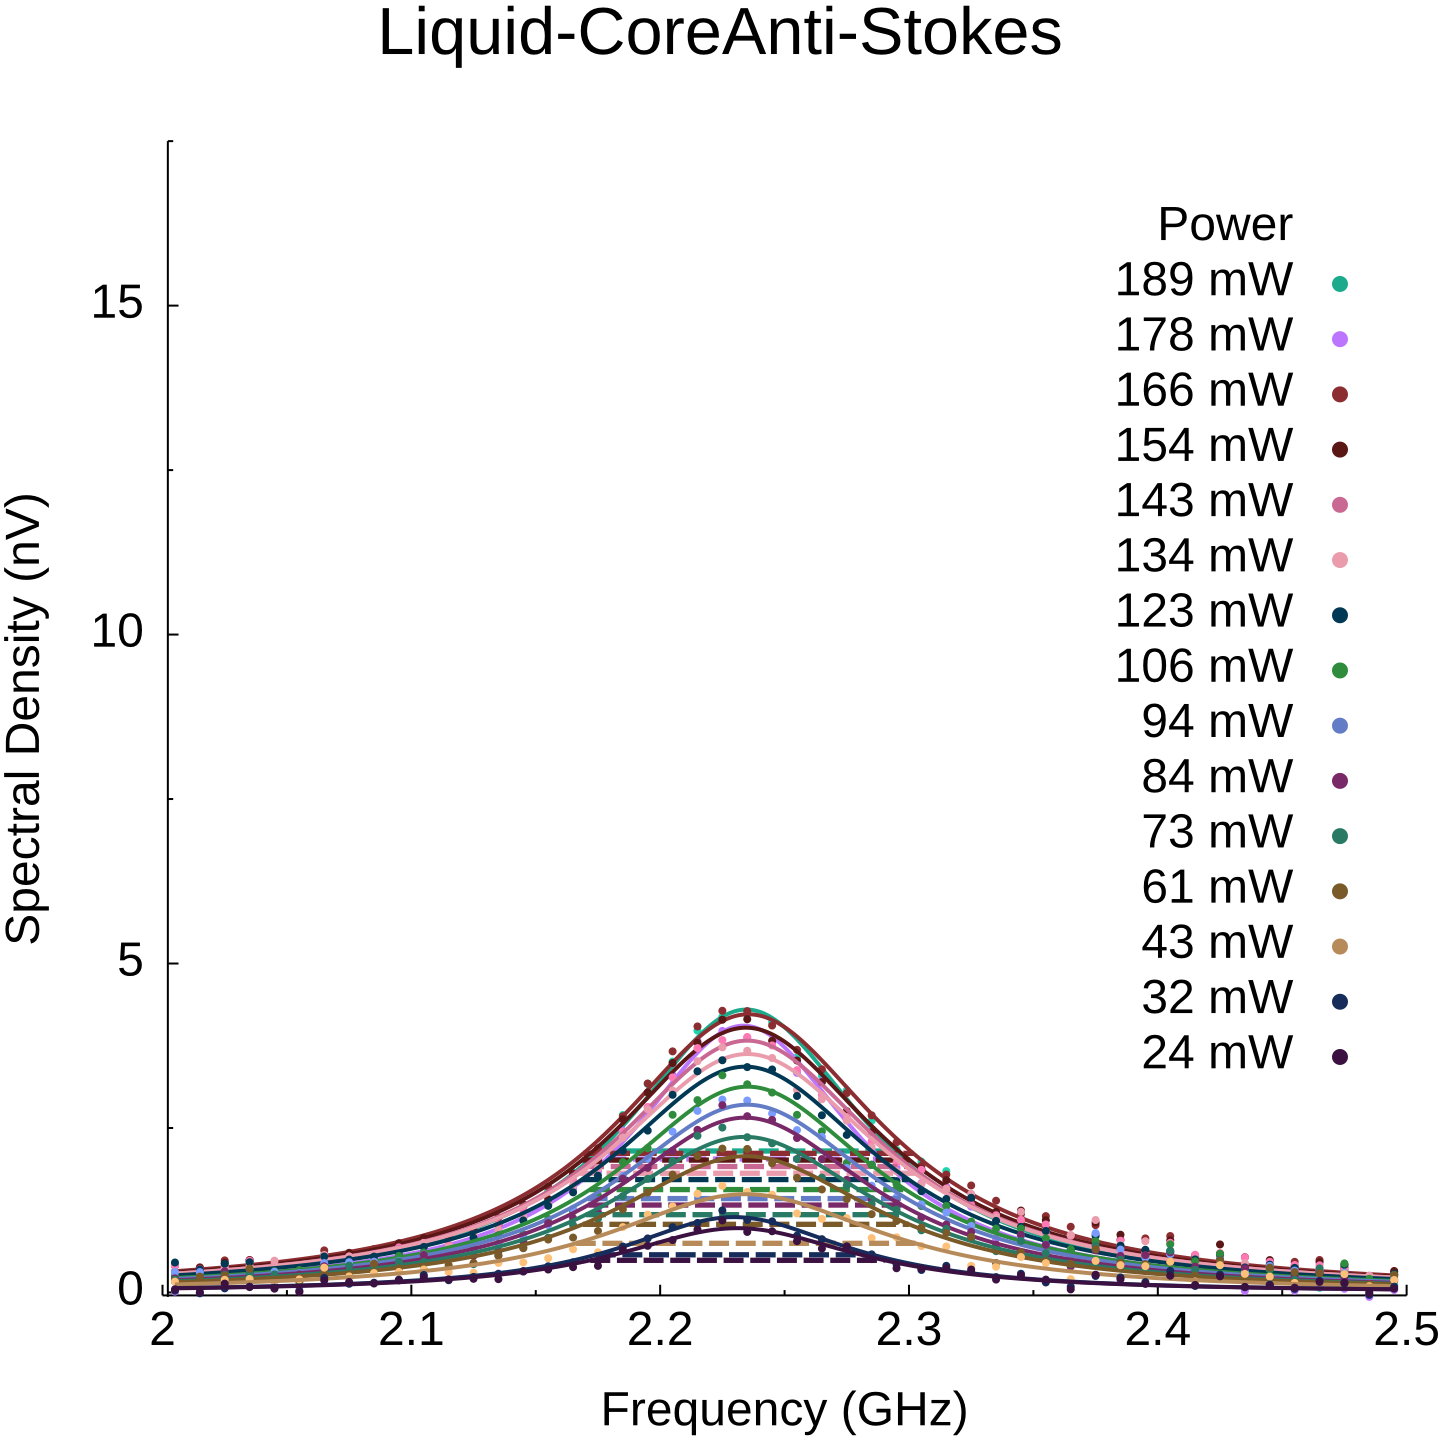 Liquid-CoreAnti-Stokes
Power
189 mW
178 mW
166 mW
154 mW
143 mW
134 mW
123 mW
106 mW
94 mW
84 mW
73 mW
61 mW
43 mW
32 mW
24 mW
Spectral Density (nV)
15
10
5
0
2 2.1 2.2 2.3 2.4 2.5
Frequency (GHz)